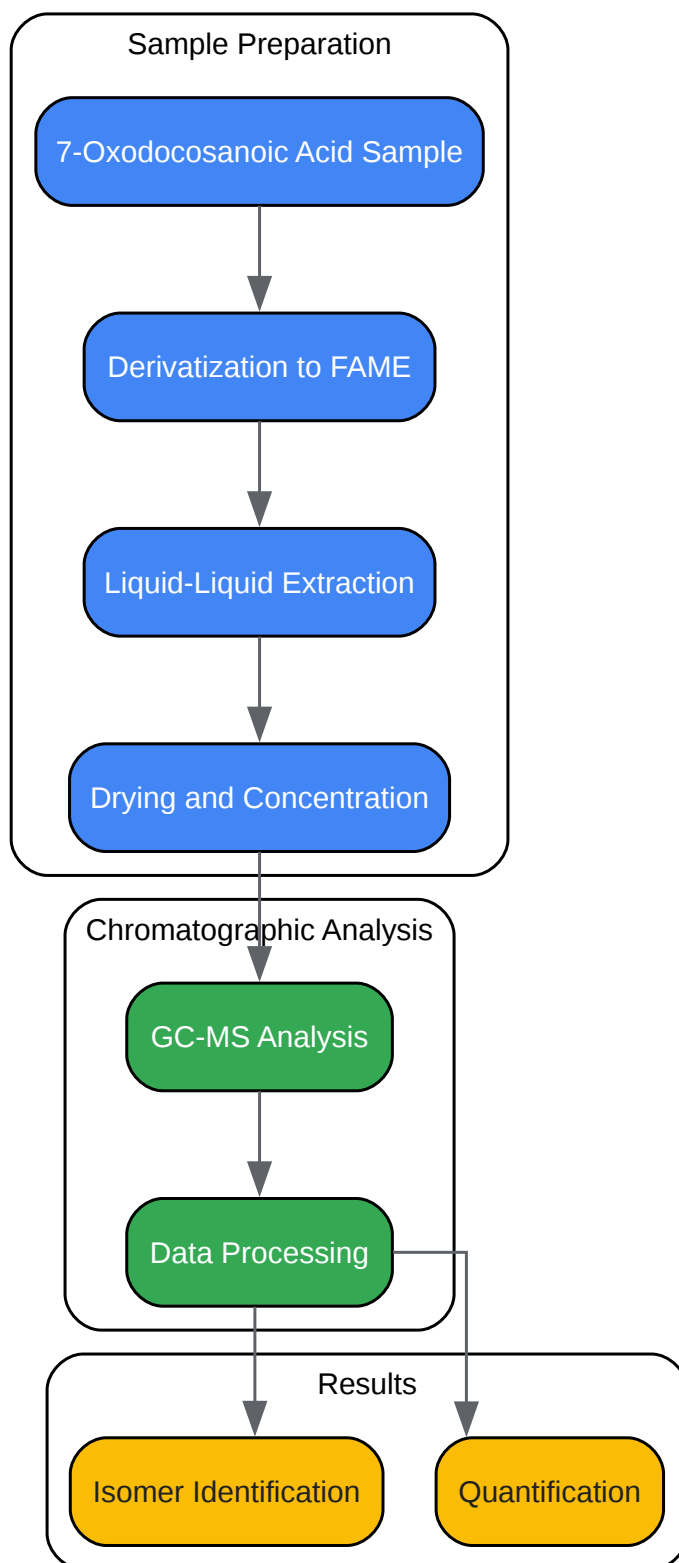 Sample Preparation
7-Oxodocosanoic Acid Sample
Derivatization to FAME
Liquid-Liquid Extraction
Drying and Concentration
Chromatographic Analysis
GC-MS Analysis
Data Processing
Results
Isomer Identification
Quantification